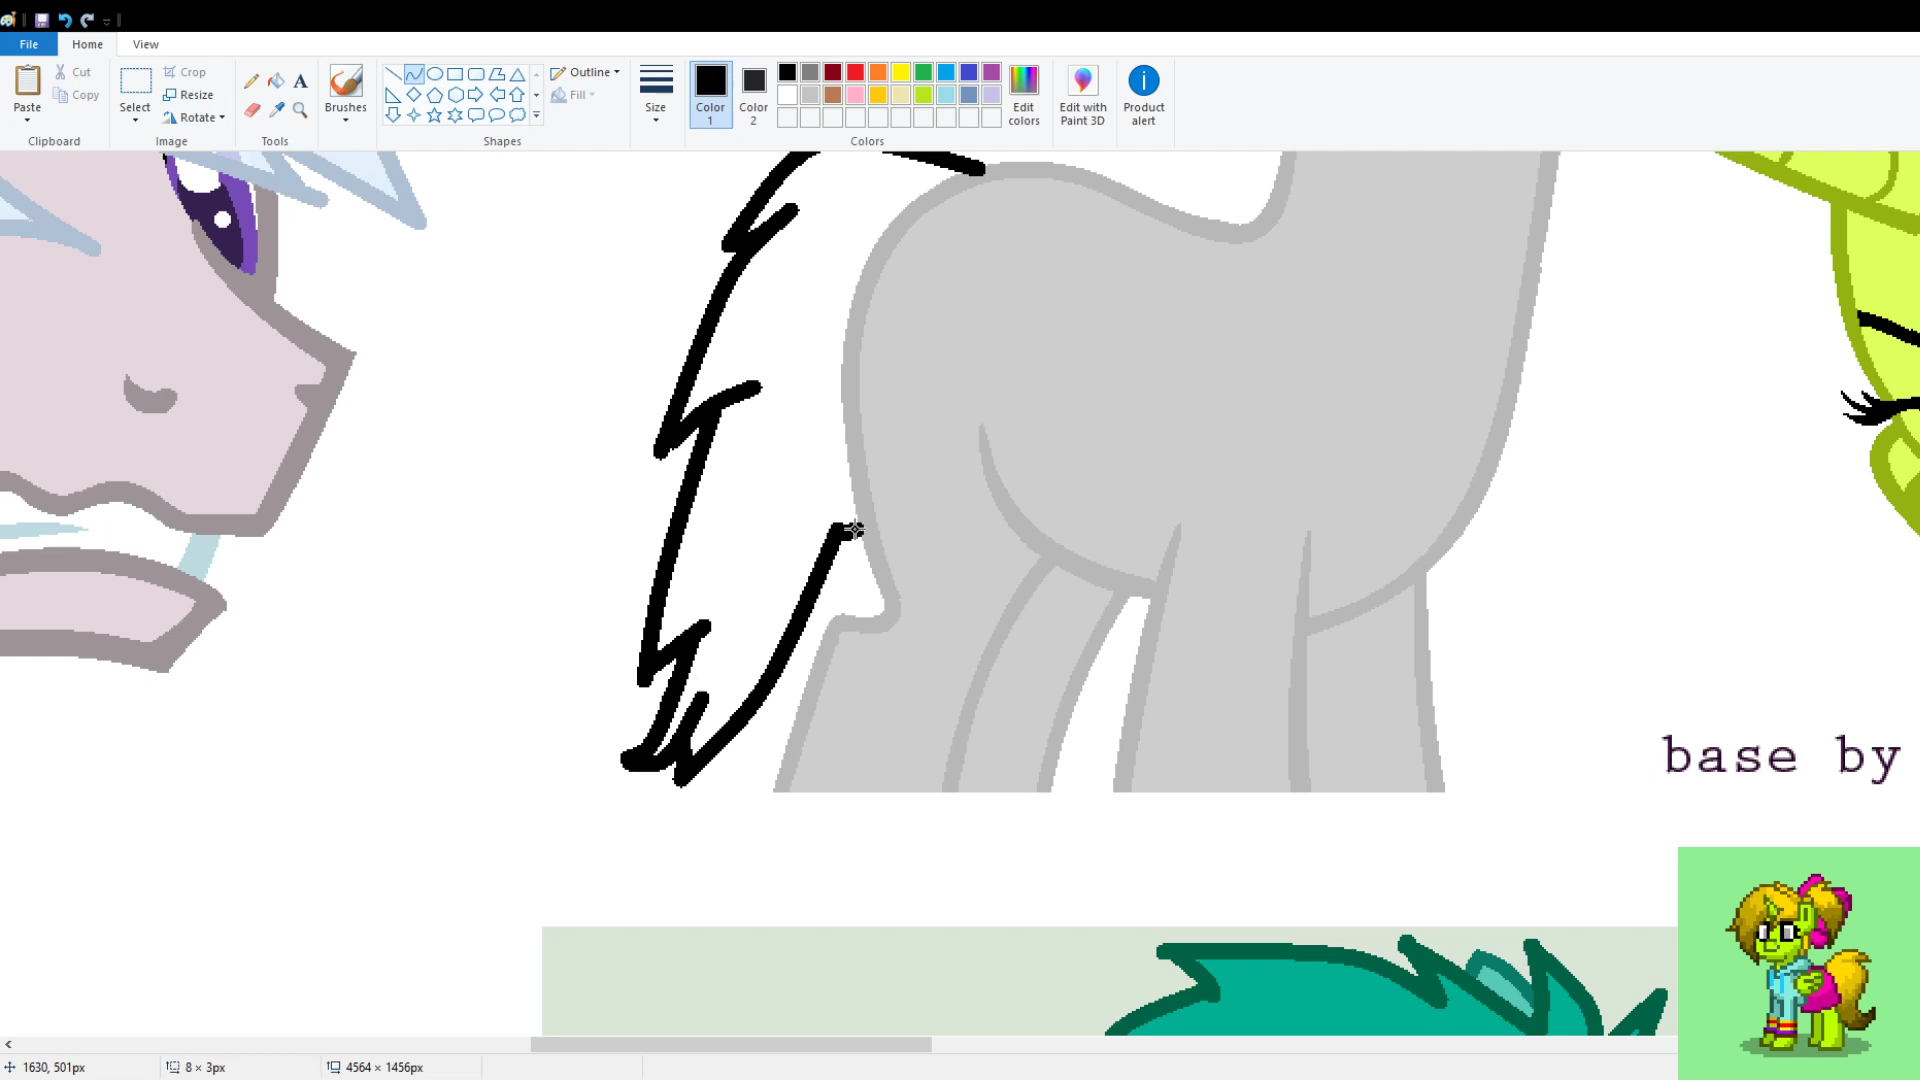 File Home View
Paste Cut Copy Clipboard
Select Crop Resize Rotate Image
A Tools
Brushes
Shapes
Outline Fill
Size
Color 1 Color 2 Edit colors Colors
Edit with Paint 3D
Product alert
base by
1630, 501px 8 × 3px 4564 × 1456px